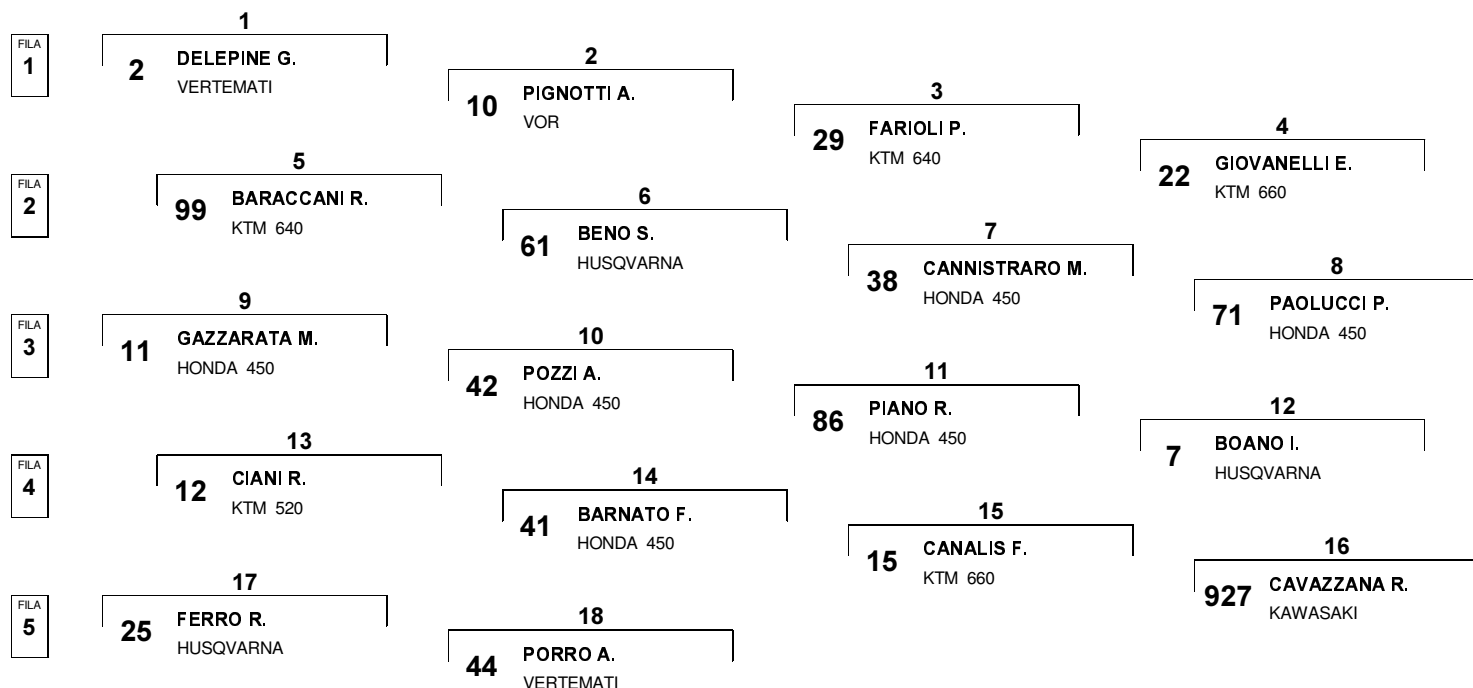 FILA
1
1
2 DELEPINE G.
VERTEMATI
2
10 PIGNOTTI A.
VOR
3
29 FARIOLI P.
KTM 640
4
22 GIOVANELLI E.
KTM 660
FILA
2
5
99 BARACCANI R.
KTM 640
6
61 BENO S.
HUSQVARNA
7
38 CANNISTRARO M.
HONDA 450
8
71 PAOLUCCI P.
HONDA 450
FILA
3
9
11 GAZZARATA M.
HONDA 450
10
42 POZZI A.
HONDA 450
11
86 PIANO R.
HONDA 450
12
7 BOANO I.
HUSQVARNA
FILA
4
13
12 CIANI R.
KTM 520
14
41 BARNATO F.
HONDA 450
15
15 CANALIS F.
KTM 660
16
927 CAVAZZANA R.
KAWASAKI
FILA
5
17
25 FERRO R.
HUSQVARNA
18
44 PORRO A.
VERTEMATI